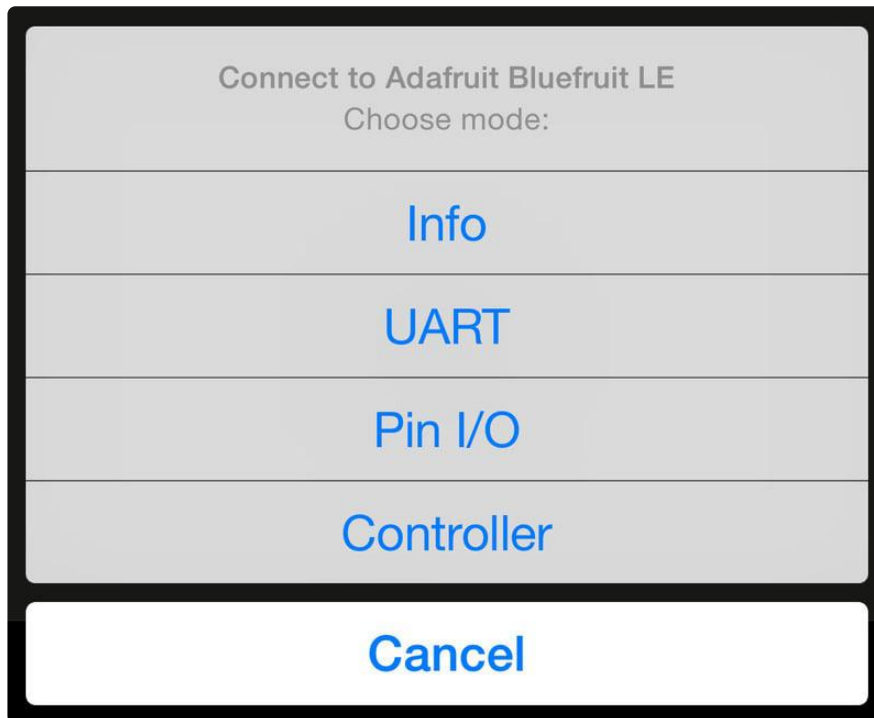 Connect to Adafruit Bluefruit LE
Choose mode:
Info
UART
Pin I/O
Controller
Cancel